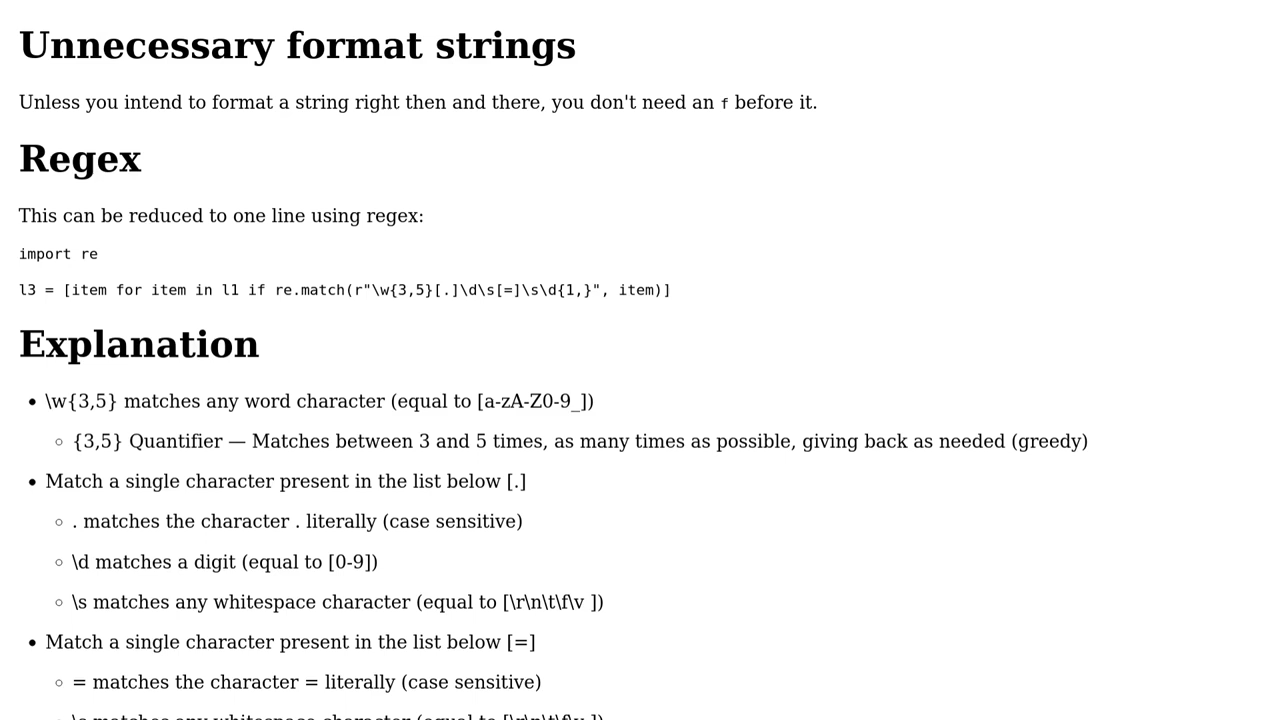 Unnecessary format strings
Unless you intend to format a string right then and there, you don't need an f before it.
Regex
This can be reduced to one line using regex:
import re
l3 = [item for item in l1 if re.match(r"\w{3,5}[.]\d\s[=]\s\d{1,}", item)]
Explanation
• \w{3,5} matches any word character (equal to [a-zA-Z0-9_])
◦ {3,5} Quantifier — Matches between 3 and 5 times, as many times as possible, giving back as needed (greedy)
• Match a single character present in the list below [.]
◦ . matches the character . literally (case sensitive)
◦ \d matches a digit (equal to [0-9])
◦ \s matches any whitespace character (equal to [\r\n\t\f\v ])
• Match a single character present in the list below [=]
◦ = matches the character = literally (case sensitive)
◦ \s matches any whitespace character (equal to [\r\n\t\f\v ])